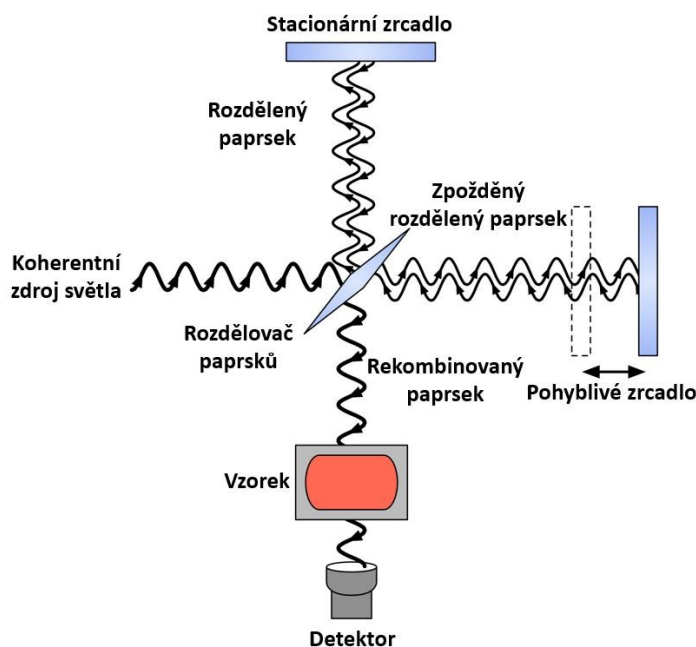 Stacionární zrcadlo
Rozdělený
paprsek
Zpožděný
rozdělený paprsek
Koherentní
zdroj světla
Rozdělovač
paprsků
Rekombinovaný
paprsek
Pohyblivé zrcadlo
Vzorek
Detektor